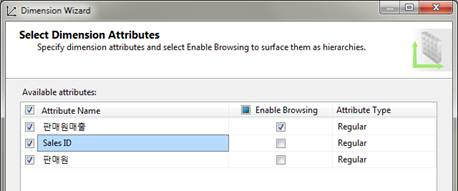 Dimension Wizard
Select Dimension Attributes
Specify dimension attributes and select Enable Browsing to surface them as hierarchies.
Available attributes:
Attribute Name Enable Browsing Attribute Type
판매원매출 Regular
Sales ID Regular
판매원 Regular